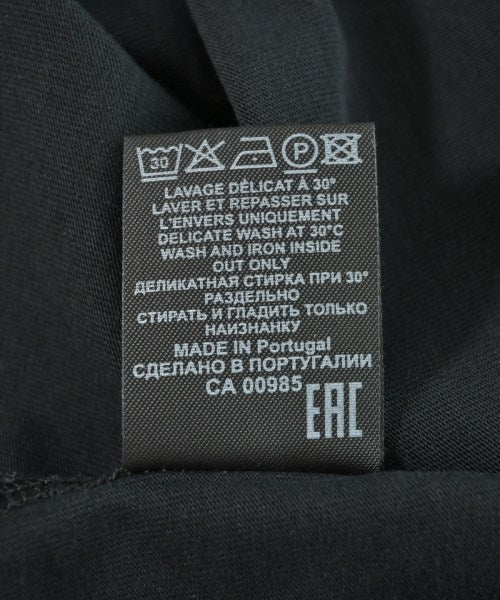 30 P
LAVAGE DÉLICAT À 30°
LAVER ET REPASSER SUR
L'ENVERS UNIQUEMENT
DELICATE WASH AT 30°C
WASH AND IRON INSIDE
OUT ONLY
ДЕЛИКАТНАЯ СТИРКА ПРИ 30°
РАЗДЕЛЬНО
СТИРАТЬ И ГЛАДИТЬ ТОЛЬКО
НАИЗНАНКУ
MADE IN Portugal
СДЕЛАНО В ПОРТУГАЛИИ
CA 00985
EAC